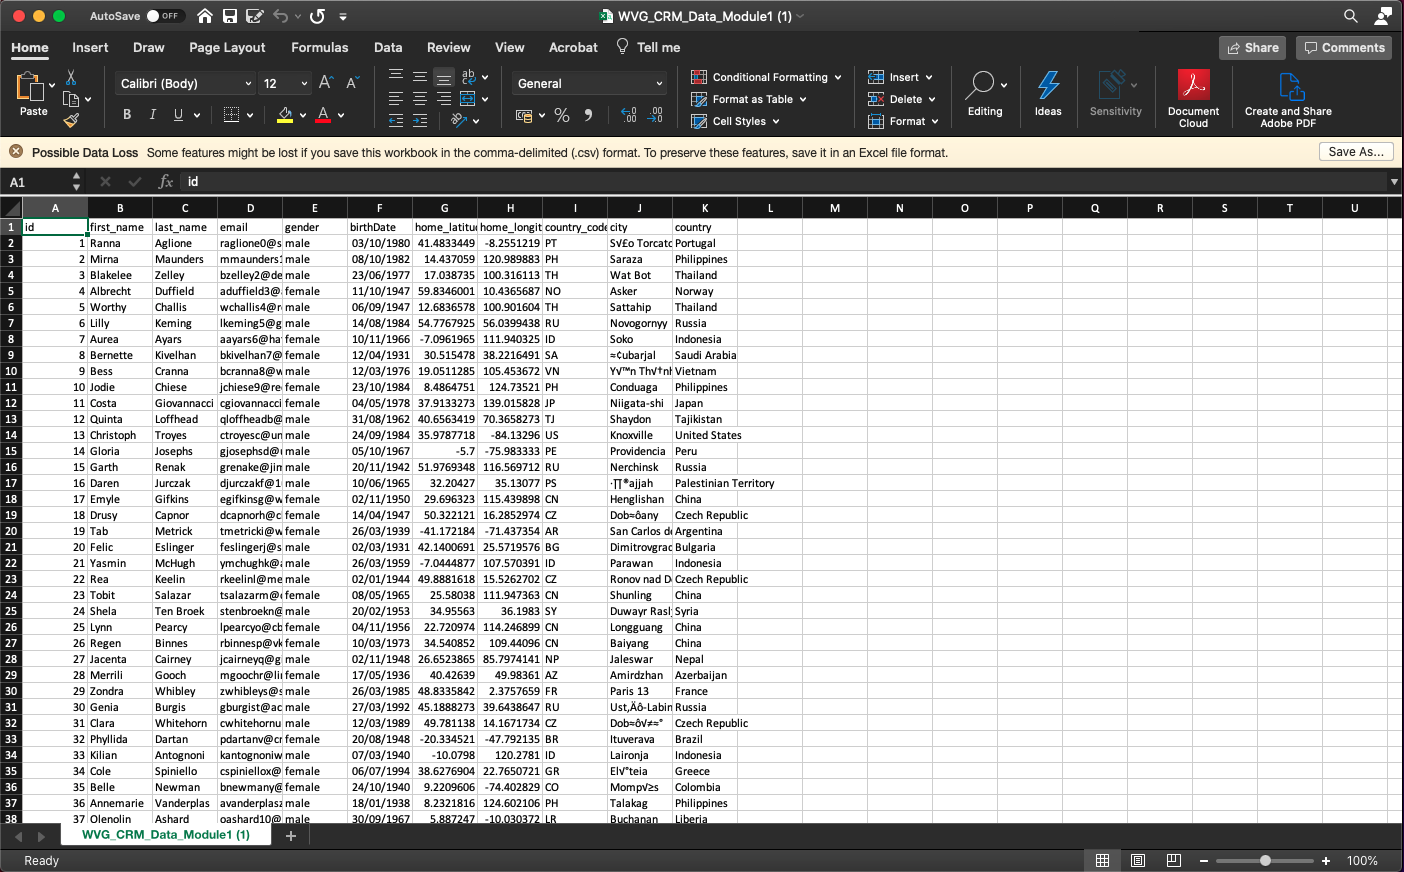 AutoSave OFF WVG_CRM_Data_Module1 (1)
Home Insert Draw Page Layout Formulas Data Review View Acrobat Tell me Share Comments
Paste Calibri (Body) 12 A A General Conditional Formatting Insert
Format as Table Delete
B I U A % Cell Styles Format Editing Ideas Sensitivity Document Cloud Create and Share Adobe PDF
Possible Data Loss Some features might be lost if you save this workbook in the comma-delimited (.csv) format. To preserve these features, save it in an Excel file format. Save As...
A1 fx id
A B C D E F G H I J K L M N O P Q R S T U
1 id first_name last_name email gender birthDate home_latitu home_longit country_code city country
2 1 Ranna Aglione raglione0@s male 03/10/1980 41.4833449 -8.2551219 PT S√£o Torcato Portugal
3 2 Mirna Maunders mmaunders male 08/10/1982 14.437059 120.989883 PH Saraza Philippines
4 3 Blakelee Zelley bzelley2@de male 23/06/1977 17.038735 100.316113 TH Wat Bot Thailand
5 4 Albrecht Duffield aduffield3@ female 11/10/1947 59.8346001 10.4365687 NO Asker Norway
6 5 Worthy Challis wchallis4@r male 06/09/1947 12.6836578 100.901604 TH Sattahip Thailand
7 6 Lilly Keming lkeming5@g male 14/08/1984 54.7767925 56.0399438 RU Novogornyy Russia
8 7 Aurea Ayars aayars6@ha female 10/11/1966 -7.0961965 111.940325 ID Soko Indonesia
9 8 Bernette Kivelhan bkivelhan7@ female 12/04/1931 30.515478 38.2216491 SA ≈¢ubarjal Saudi Arabia
10 9 Bess Cranna bcranna8@w male 12/03/1976 19.0511285 105.453672 VN Y√™n Th√†nh Vietnam
11 10 Jodie Chiese jchiese9@re female 23/10/1984 8.4864751 124.73521 PH Conduaga Philippines
12 11 Costa Giovannacci cgiovannacci female 04/05/1978 37.9133273 139.015828 JP Niigata-shi Japan
13 12 Quinta Loffhead qloffheadb@ male 31/08/1962 40.6563419 70.3658273 TJ Shaydon Tajikistan
14 13 Christoph Troyes ctroyesc@un male 24/09/1984 35.9787718 -84.13296 US Knoxville United States
15 14 Gloria Josephs gjosephsd@ male 05/10/1967 -5.7 -75.983333 PE Providencia Peru
16 15 Garth Renak grenake@jin male 20/11/1942 51.9769348 116.569712 RU Nerchinsk Russia
17 16 Daren Jurczak djurczakf@1 male 10/06/1965 32.20427 35.13077 PS ·∏®ajjah Palestinian Territory
18 17 Emyle Gifkins egifkinsg@w female 02/11/1950 29.696323 115.439898 CN Henglishan China
19 18 Drusy Capnor dcapnorh@c female 14/04/1947 50.322121 16.2852974 CZ Dob≈ôany Czech Republic
20 19 Tab Metrick tmetricki@w female 26/03/1939 -41.172184 -71.437354 AR San Carlos de Argentina
21 20 Felic Eslinger feslingerj@s male 02/03/1931 42.1400691 25.5719576 BG Dimitrovgrad Bulgaria
22 21 Yasmin McHugh ymchughk@ male 26/03/1959 -7.0444877 107.570391 ID Parawan Indonesia
23 22 Rea Keelin rkeelinl@me male 02/01/1944 49.8881618 15.5262702 CZ Ronov nad D Czech Republic
24 23 Tobit Salazar tsalazarm@ female 08/05/1965 25.58038 111.947363 CN Shunling China
25 24 Shela Ten Broek stenbroekn@ male 20/02/1953 34.95563 36.1983 SY Duwayr Rasl Syria
26 25 Lynn Pearcy lpearcyo@cb female 04/11/1956 22.720974 114.246899 CN Longguang China
27 26 Regen Binnes rbinnesp@vk female 10/03/1973 34.540852 109.44096 CN Baiyang China
28 27 Jacenta Cairney jcairneyq@g male 02/11/1948 26.6523865 85.7974141 NP Jaleswar Nepal
29 28 Merrili Gooch mgoochr@li female 17/05/1936 40.42639 49.98361 AZ Amirdzhan Azerbaijan
30 29 Zondra Whibley zwhibleys@s male 26/03/1985 48.8335842 2.3757659 FR Paris 13 France
31 30 Genia Burgis gburgist@ac male 27/03/1992 45.1888273 39.6438647 RU Ust‚Äô-Labin Russia
32 31 Clara Whitehorn cwhitehornu male 12/03/1989 49.781138 14.1671734 CZ Dob≈ô√≠≈° Czech Republic
33 32 Phyllida Dartan pdartanv@cr female 20/08/1948 -20.334521 -47.792135 BR Ituverava Brazil
34 33 Kilian Antognoni kantognoniw male 07/03/1940 -10.0798 120.2781 ID Laironja Indonesia
35 34 Cole Spiniello cspiniellox@ female 06/07/1994 38.6276904 22.7650721 GR El√°teia Greece
36 35 Belle Newman bnewmany@ female 24/10/1940 9.2209606 -74.402829 CO Momp√≥s Colombia
37 36 Annemarie Vanderplas avanderplasz male 18/01/1938 8.2321816 124.602106 PH Talakag Philippines
38 37 Olenolin Ashard oashard10@ male 30/09/1967 5.887247 -10.030372 LR Buchanan Liberia
WVG_CRM_Data_Module1 (1) +
Ready 100%